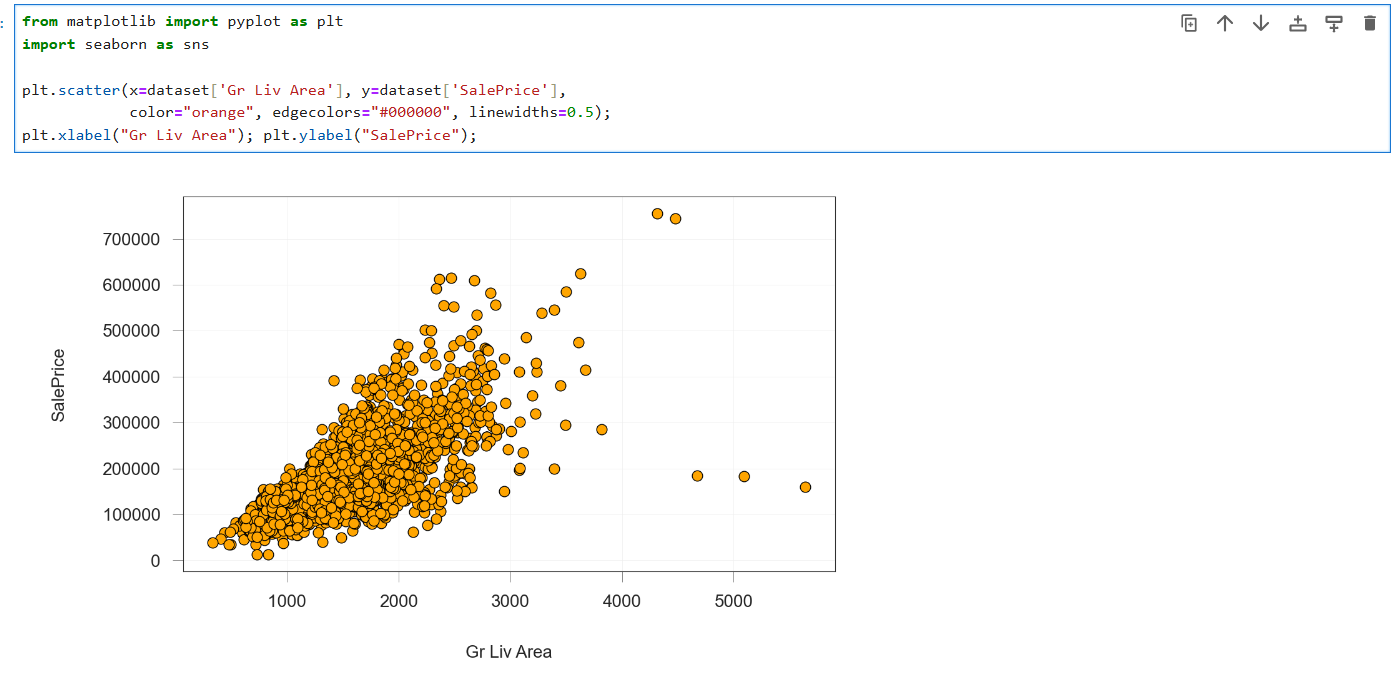 :
from matplotlib import pyplot as plt
import seaborn as sns
plt.scatter(x=dataset['Gr Liv Area'], y=dataset['SalePrice'],
            color="orange", edgecolors="#000000", linewidths=0.5);
plt.xlabel("Gr Liv Area"); plt.ylabel("SalePrice");
700000
600000
500000
400000
300000
200000
100000
0
SalePrice
1000 2000 3000 4000 5000
Gr Liv Area